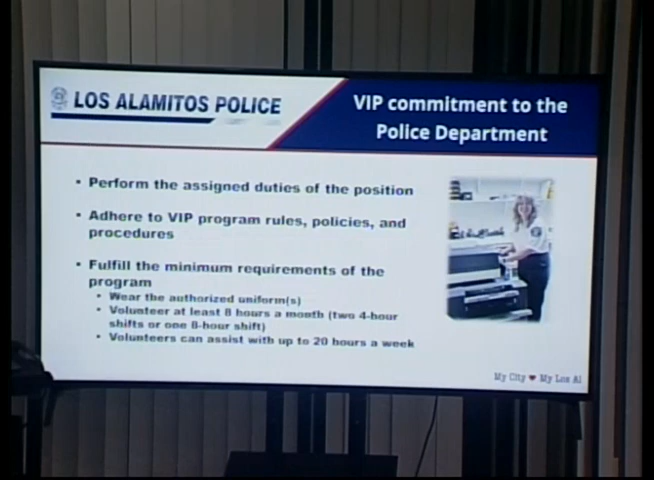 LOS ALAMITOS POLICE
VIP commitment to the
Police Department
• Perform the assigned duties of the position
• Adhere to VIP program rules, policies, and
procedures
• Fulfill the minimum requirements of the
program
• Wear the authorized uniform(s)
• Volunteer at least 8 hours a month (two 4-hour
shifts or one 8-hour shift)
• Volunteers can assist with up to 20 hours a week
My City ♥ My Los Al